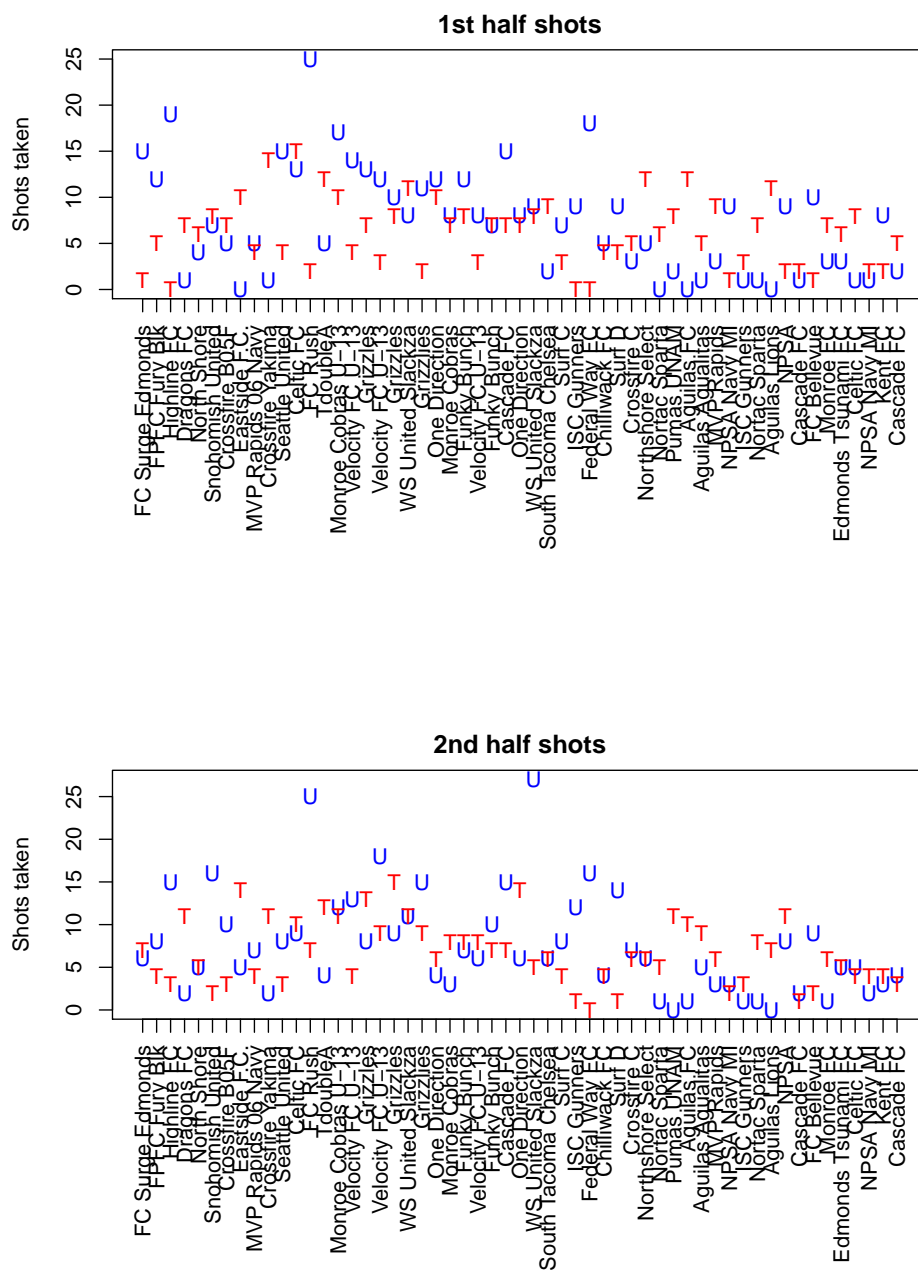 1st half shots
Shots taken
25
20
15
10
5
0
FC Surge Edmonds
FPFC Fury Blk
Highline FC
Dragons FC
North Shore
Snohomish United
Crossfire Bd5F
Eastside F.C.
MVP Rapids 06 Navy
Crossfire Yakima
Seattle United
Celtic FC
FC Rush
TdoubleA
Monroe Cobras U−13
Velocity FC U−13
Grizzles
Velocity FC U−13
Grizzles
WS United Slackza
Grizzlies
One Direction
Monroe Cobras
Funky Bunch
Velocity FC U−13
Funky Bunch
Cascade FC
One Direction
WS United Slackza
South Tacoma Chelsea
Surf C
ISC Gunners
Federal Way FC
Chilliwack FC
Surf D
Crossfire C
Northshore Select
Nortac Sparta
Pumas UNAM
Aguilas FC
Aguilas Agualitas
MVP Rapids
NPSA Navy MI
ISC Gunners
Nortac Sparta
Aguilas Lions
NPSA
Cascade FC
FC Bellevue
Monroe FC
Edmonds Tsunami
Celtic FC
NPSA Navy MI
Kent FC
Cascade FC
2nd half shots
Shots taken
25
20
15
10
5
0
FC Surge Edmonds
FPFC Fury Blk
Highline FC
Dragons FC
North Shore
Snohomish United
Crossfire Bd5F
Eastside F.C.
MVP Rapids 06 Navy
Crossfire Yakima
Seattle United
Celtic FC
FC Rush
TdoubleA
Monroe Cobras U−13
Velocity FC U−13
Grizzles
Velocity FC U−13
Grizzles
WS United Slackza
Grizzlies
One Direction
Monroe Cobras
Funky Bunch
Velocity FC U−13
Funky Bunch
Cascade FC
One Direction
WS United Slackza
South Tacoma Chelsea
Surf C
ISC Gunners
Federal Way FC
Chilliwack FC
Surf D
Crossfire C
Northshore Select
Nortac Sparta
Pumas UNAM
Aguilas FC
Aguilas Agualitas
MVP Rapids
NPSA Navy MI
ISC Gunners
Nortac Sparta
Aguilas Lions
NPSA
Cascade FC
FC Bellevue
Monroe FC
Edmonds Tsunami
Celtic FC
NPSA Navy MI
Kent FC
Cascade FC